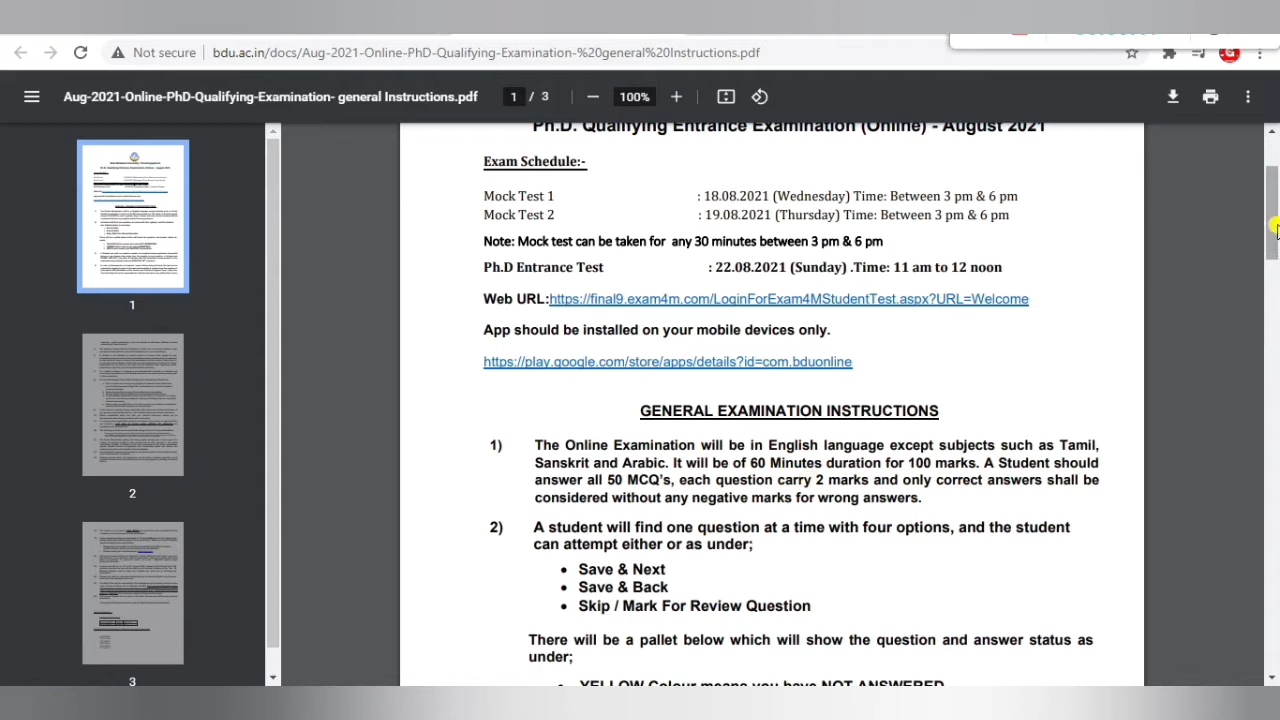 Not secure
bdu.ac.in/docs/Aug-2021-Online-PhD-Qualifying-Examination-%20general%20Instructions.pdf
Aug-2021-Online-PhD-Qualifying-Examination- general Instructions.pdf
1 / 3
100%
Ph.D. Qualifying Entrance Examination (Online) - August 2021
Exam Schedule:-
Mock Test 1 : 18.08.2021 (Wednesday) Time: Between 3 pm & 6 pm
Mock Test 2 : 19.08.2021 (Thursday) Time: Between 3 pm & 6 pm
Note: Mock test can be taken for any 30 minutes between 3 pm & 6 pm
Ph.D Entrance Test : 22.08.2021 (Sunday) .Time: 11 am to 12 noon
Web URL:https://final9.exam4m.com/LoginForExam4MStudentTest.aspx?URL=Welcome
App should be installed on your mobile devices only.
https://play.google.com/store/apps/details?id=com.bduonline
GENERAL EXAMINATION INSTRUCTIONS
1) The Online Examination will be in English language except subjects such as Tamil,
Sanskrit and Arabic. It will be of 60 Minutes duration for 100 marks. A Student should
answer all 50 MCQ's, each question carry 2 marks and only correct answers shall be
considered without any negative marks for wrong answers.
2) A student will find one question at a time with four options, and the student
can attempt either or as under;
• Save & Next
• Save & Back
• Skip / Mark For Review Question
There will be a pallet below which will show the question and answer status as
under;
• YELLOW Colour means you have NOT ANSWERED
1
2
3